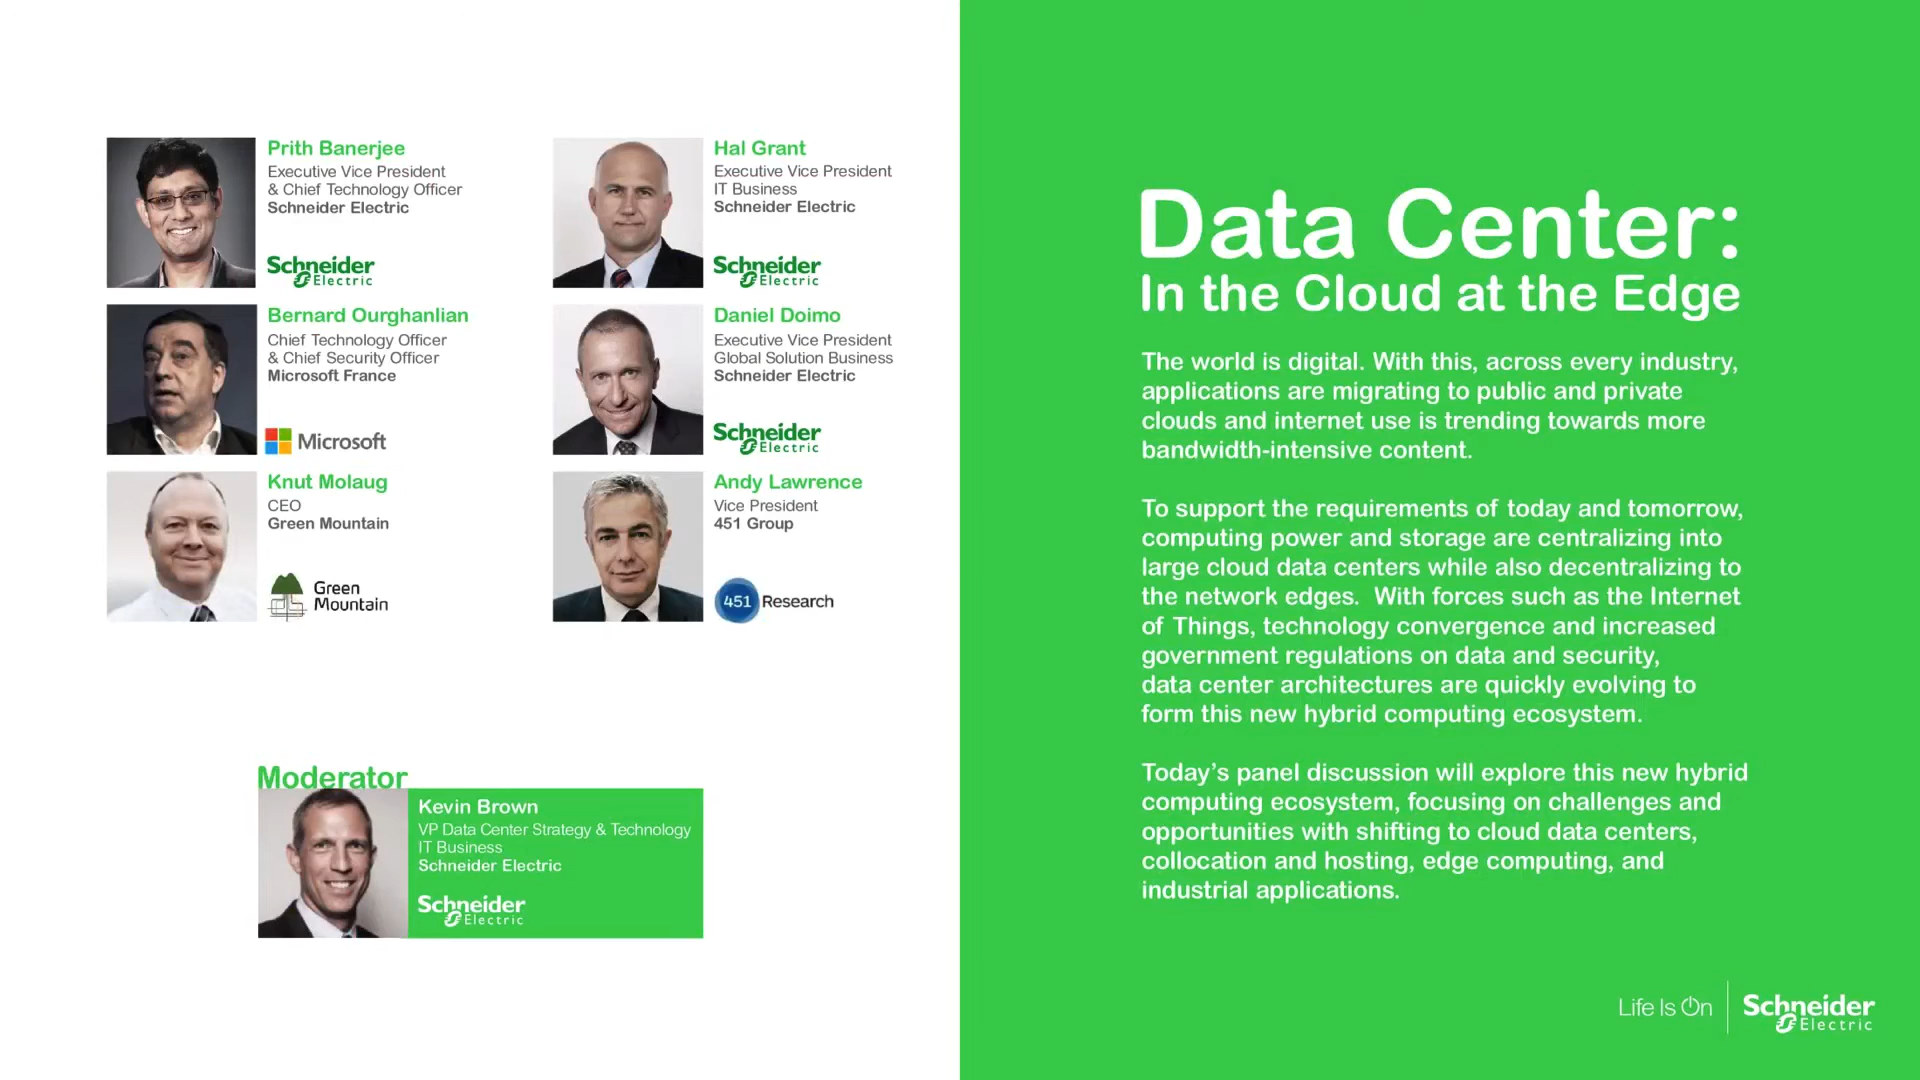 Prith Banerjee
Executive Vice President
& Chief Technology Officer
Schneider Electric
Schneider
Electric
Hal Grant
Executive Vice President
IT Business
Schneider Electric
Schneider
Electric
Bernard Ourghanlian
Chief Technology Officer
& Chief Security Officer
Microsoft France
Microsoft
Daniel Doimo
Executive Vice President
Global Solution Business
Schneider Electric
Schneider
Electric
Knut Molaug
CEO
Green Mountain
Green
Mountain
Andy Lawrence
Vice President
451 Group
451 Research
Moderator
Kevin Brown
VP Data Center Strategy & Technology
IT Business
Schneider Electric
Schneider
Electric
Data Center:
In the Cloud at the Edge
The world is digital. With this, across every industry,
applications are migrating to public and private
clouds and internet use is trending towards more
bandwidth-intensive content.
To support the requirements of today and tomorrow,
computing power and storage are centralizing into
large cloud data centers while also decentralizing to
the network edges. With forces such as the Internet
of Things, technology convergence and increased
government regulations on data and security,
data center architectures are quickly evolving to
form this new hybrid computing ecosystem.
Today’s panel discussion will explore this new hybrid
computing ecosystem, focusing on challenges and
opportunities with shifting to cloud data centers,
collocation and hosting, edge computing, and
industrial applications.
Life Is On
Schneider
Electric